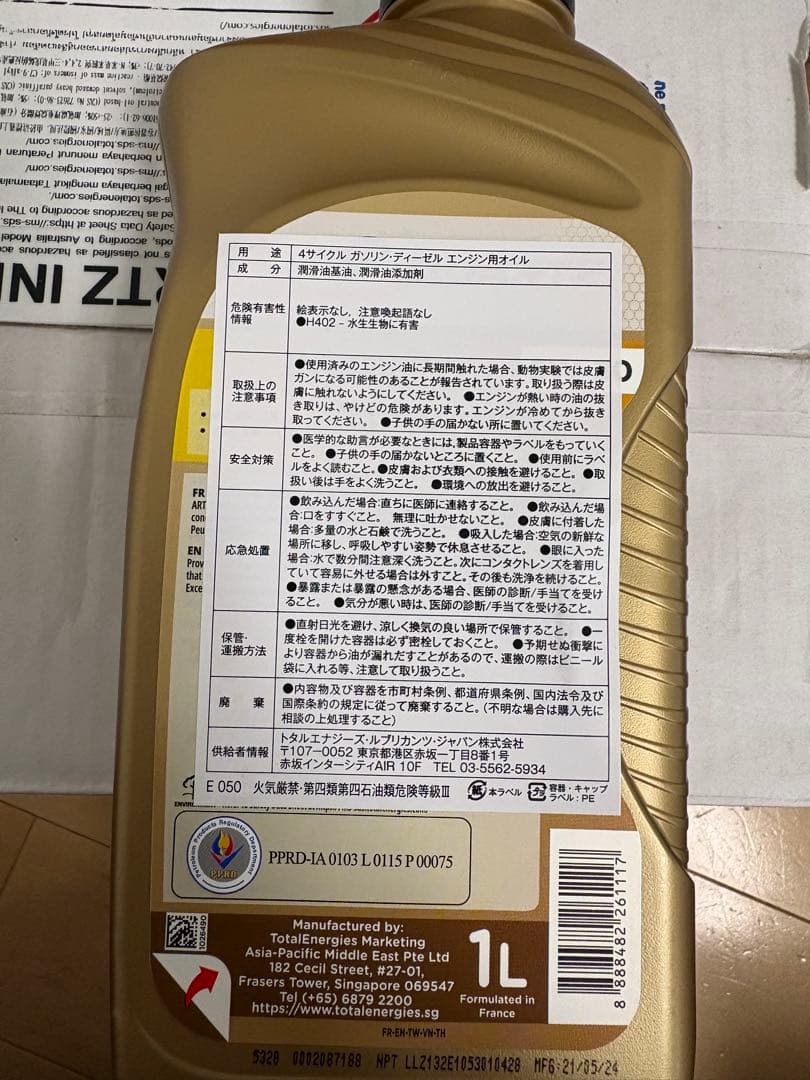 用途 4サイクル ガソリン・ディーゼル エンジン用オイル
成分 潤滑油基油、潤滑油添加剤
危険有害性
情報
絵表示なし, 注意喚起語なし
●H402 - 水生生物に有害
取扱上の
注意事項
●使用済みのエンジン油に長期間触れた場合、動物実験では皮膚
ガンになる可能性のあることが報告されています。取り扱う際は皮
膚に触れないようにしてください。 ●エンジンが熱い時の油の抜
き取りは、やけどの危険があります。エンジンが冷めてから抜き
取ってください。 ●子供の手の届かない所に置いてください。
安全対策
●医学的な助言が必要なときには,製品容器やラベルをもっていく
こと。 ●子供の手の届かないところに置くこと。 ●使用前にラベ
ルをよく読むこと。●皮膚および衣類への接触を避けること。●取
扱い後は手をよく洗うこと。 ●環境への放出を避けること。
応急処置
●飲み込んだ場合:直ちに医師に連絡すること。 ●飲み込んだ場
合:口をすすぐこと。 無理に吐かせないこと。 ●皮膚に付着した
場合:多量の水と石鹸で洗うこと。 ●吸入した場合:空気の新鮮な
場所に移し、呼吸しやすい姿勢で休息させること。 ●眼に入った
場合:水で数分間注意深く洗うこと。次にコンタクトレンズを着用し
ていて容易に外せる場合は外すこと。その後も洗浄を続けること。
●暴露または暴露の懸念がある場合、医師の診断/手当てを受け
ること。 ●気分が悪い時は、医師の診断/手当てを受けること。
保管・
運搬方法
●直射日光を避け、涼しく換気の良い場所で保管すること。 ●一
度栓を開けた容器は必ず密栓しておくこと。 ●予期せぬ衝撃に
より容器から油が漏れだすことがあるので、運搬の際はビニール
袋に入れる等、注意して取り扱うこと。
廃棄
●内容物及び容器を市町村条例、都道府県条例、国内法令及び
国際条約の規定に従って廃棄すること。(不明な場合は購入先に
相談の上処理すること)
供給者情報
トタルエナジーズ・ルブリカンツ・ジャパン株式会社
〒107-0052 東京都港区赤坂一丁目8番1号
赤坂インターシティAIR 10F TEL 03-5562-5934
E 050 火気厳禁・第四類第四石油類危険等級Ⅲ
紙 本ラベル プラ 容器・キャップ
ラベル:PE
FR
ART
Peu
EN
Prov
that
Exce
Petroleum Products Regulatory Department
PPRD
PPRD-IA 0103 L 0115 P 00075
1026490
Manufactured by:
TotalEnergies Marketing
Asia-Pacific Middle East Pte Ltd
182 Cecil Street, #27-01,
Frasers Tower, Singapore 069547
Tel (+65) 6879 2200
https://www.totalenergies.sg
1L
Formulated in
France
8 888482 261117
FR-EN-TW-VN-TH
5328 0002087188 NPT LLZ132E1053010428 MFG:21/05/24